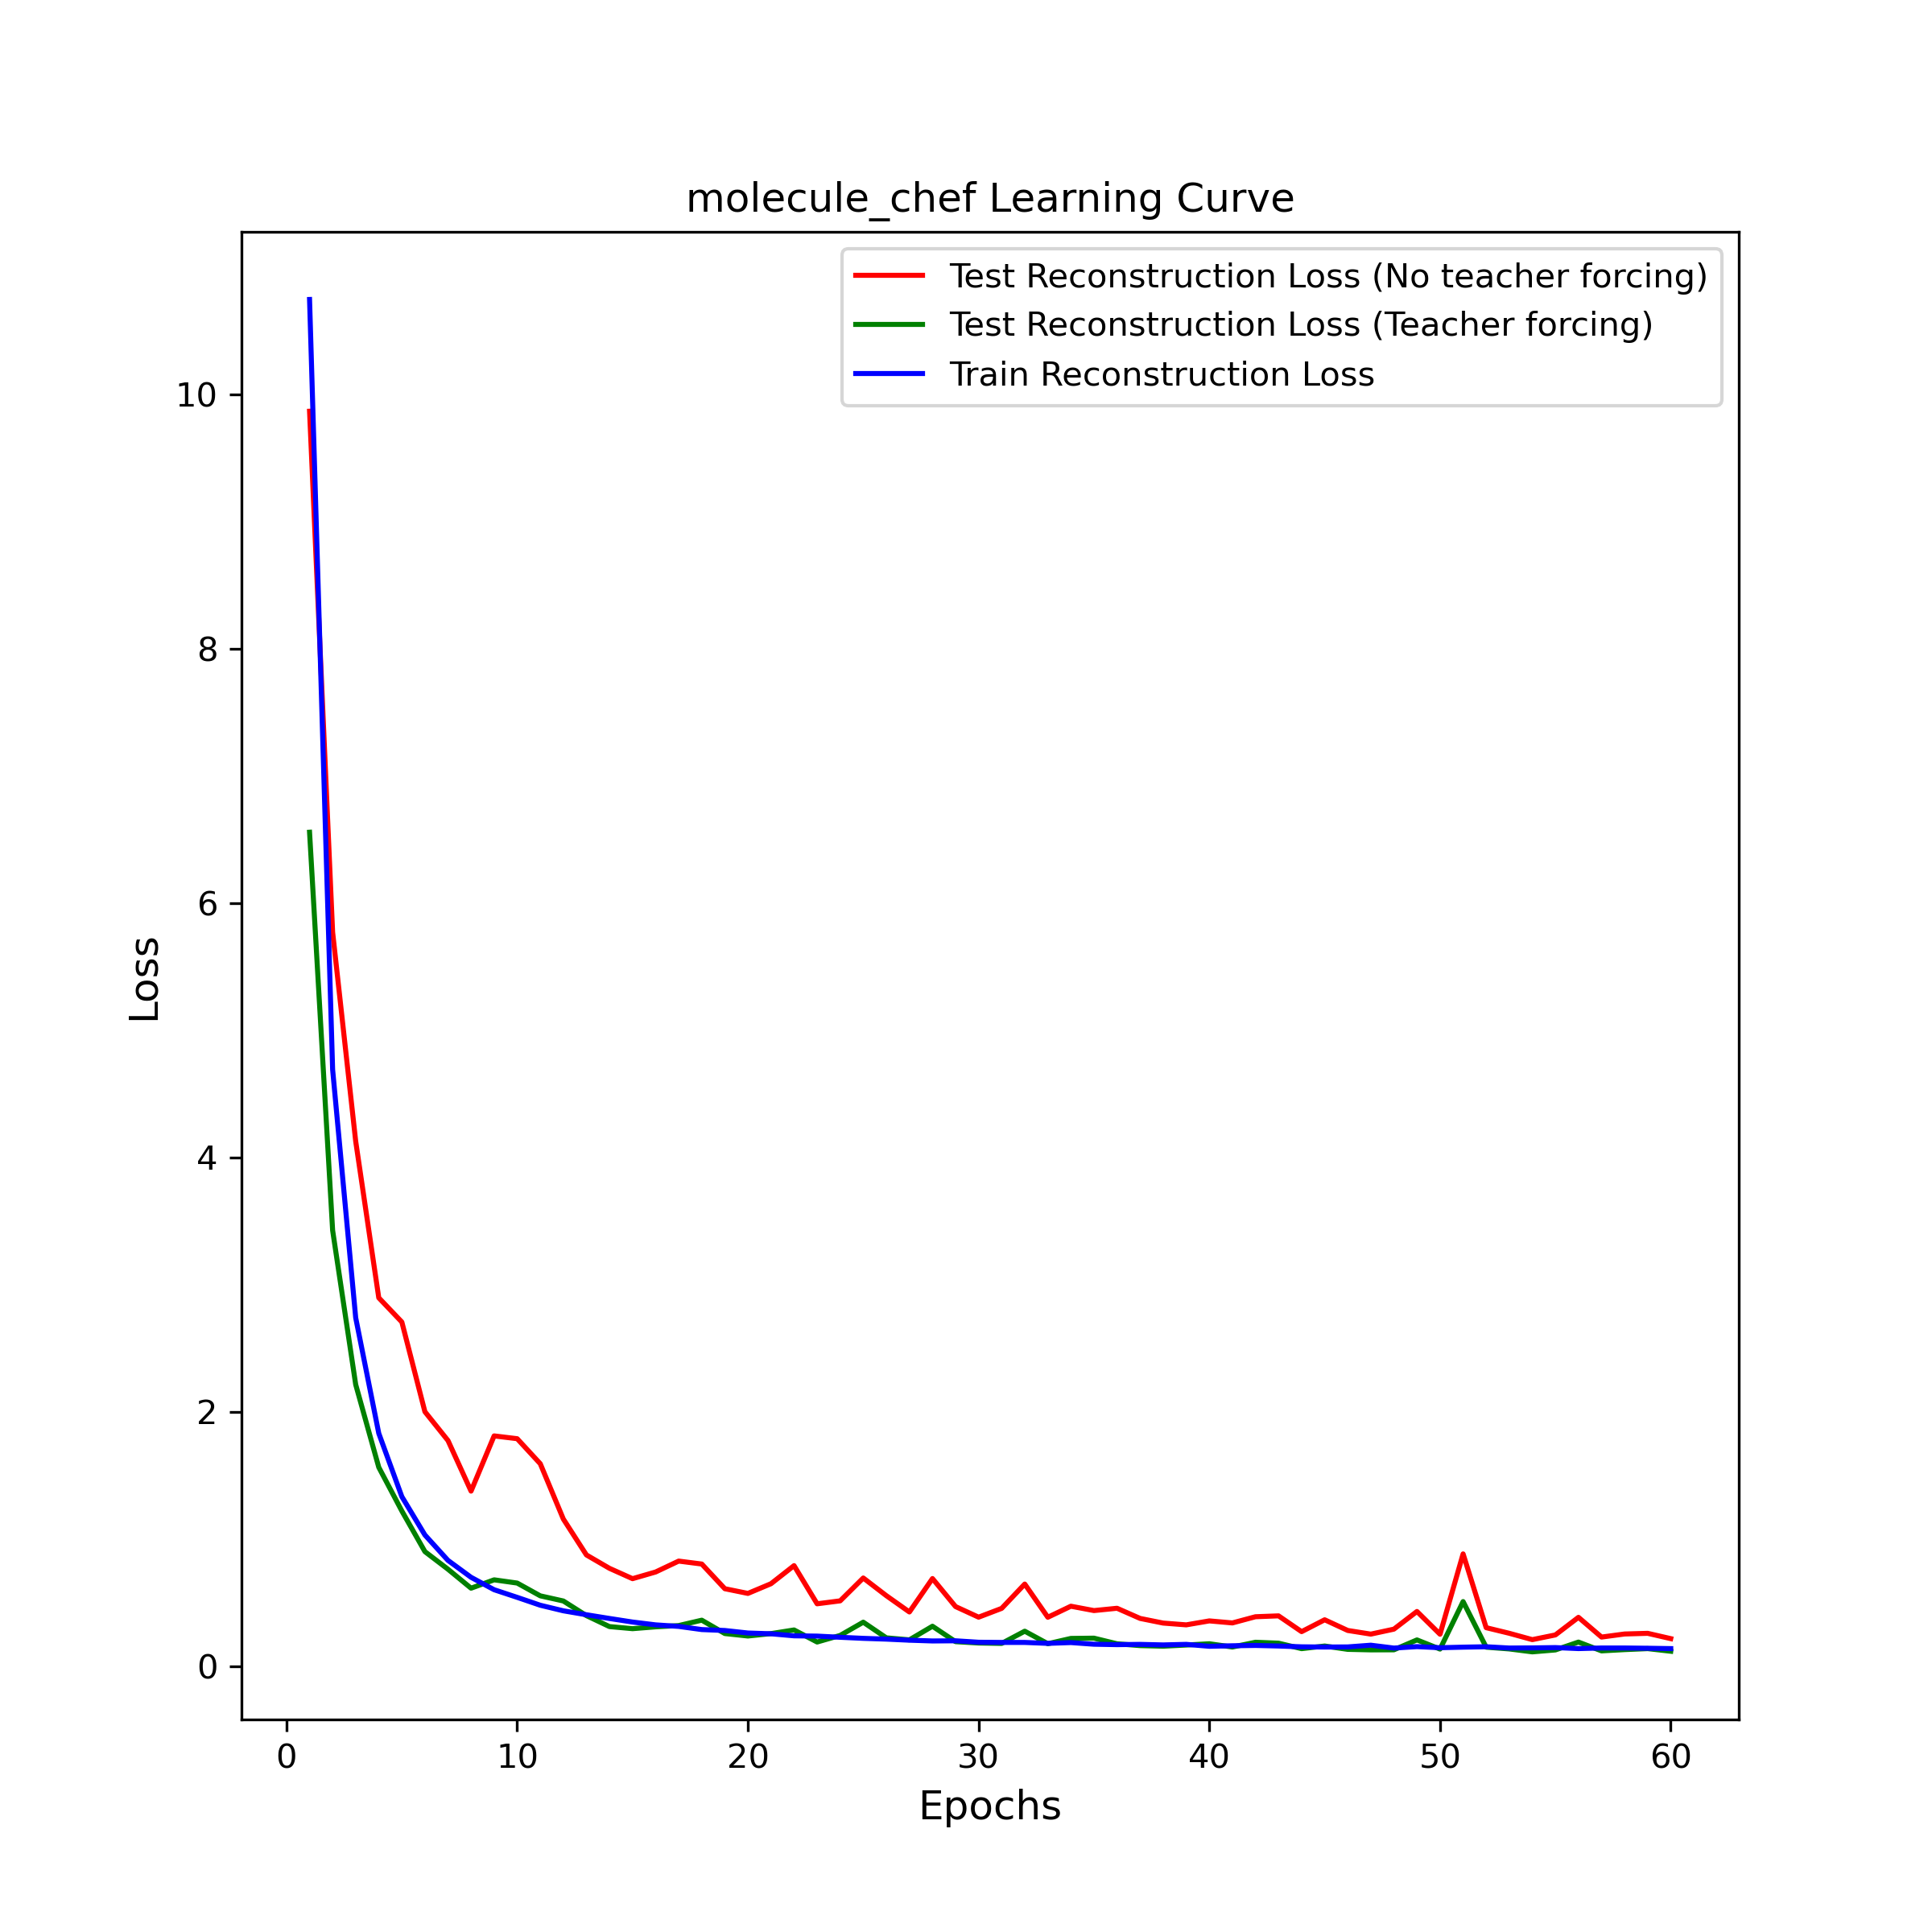 molecule_chef Learning Curve
Test Reconstruction Loss (No teacher forcing)
Test Reconstruction Loss (Teacher forcing)
Train Reconstruction Loss
10
8
6
4
2
0
Loss
0 10 20 30 40 50 60
Epochs